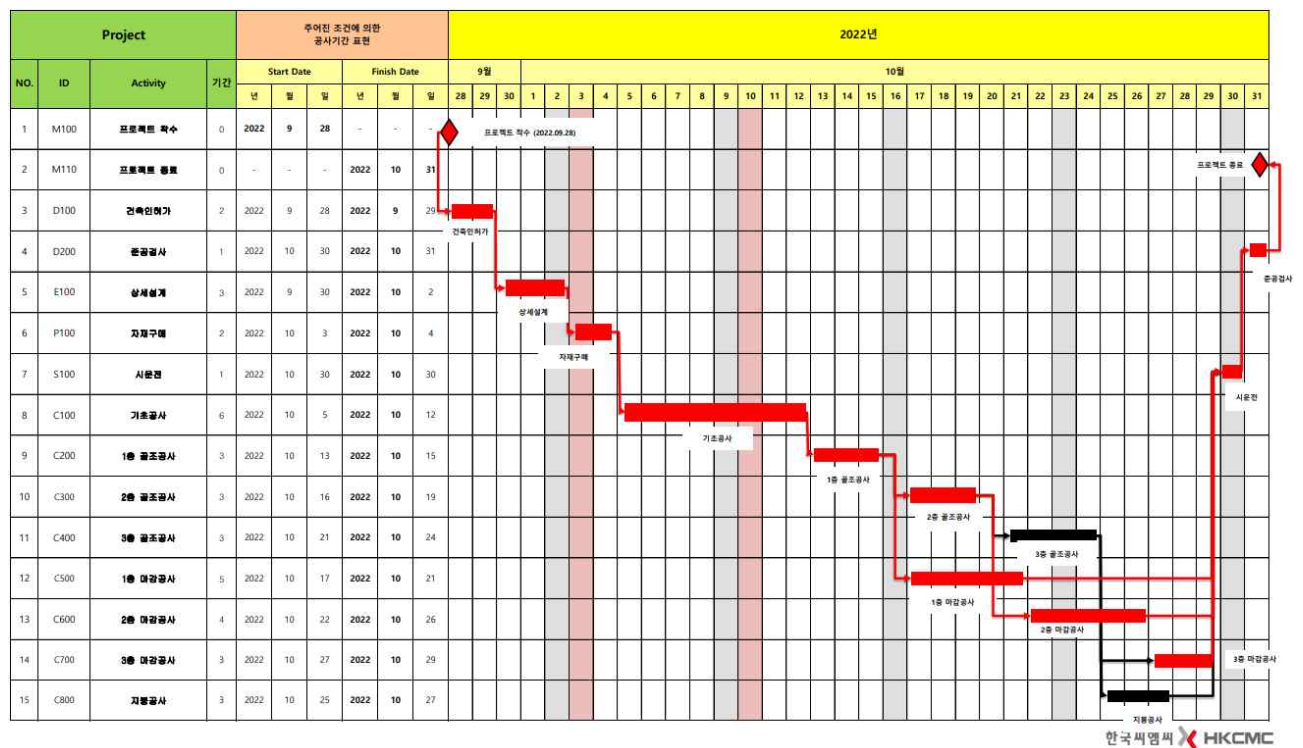 Project 주어진 조건에 의한 2022년
공사기간 표현
NO. ID Activity 기간 Start Date Finish Date 9월 10월
년 월 일 년 월 일 28 29 30 1 2 3 4 5 6 7 8 9 10 11 12 13 14 15 16 17 18 19 20 21 22 23 24 25 26 27 28 29 30 31
1 M100 프로젝트 착수 0 2022 9 28 - - - 프로젝트 착수 (2022.09.28)
2 M110 프로젝트 종료 0 - - - 2022 10 31 프로젝트 종료
3 D100 건축인허가 2 2022 9 28 2022 9 29
건축인허가
4 D200 준공검사 1 2022 10 30 2022 10 31
준공검사
5 E100 상세설계 3 2022 9 30 2022 10 2
상세설계
6 P100 자재구매 2 2022 10 3 2022 10 4
자재구매
7 S100 시운전 1 2022 10 30 2022 10 30
시운전
8 C100 기초공사 6 2022 10 5 2022 10 12
기초공사
9 C200 1층 골조공사 3 2022 10 13 2022 10 15
1층 골조공사
10 C300 2층 골조공사 3 2022 10 16 2022 10 19
2층 골조공사
11 C400 3층 골조공사 3 2022 10 21 2022 10 24
3층 골조공사
12 C500 1층 마감공사 5 2022 10 17 2022 10 21
1층 마감공사
13 C600 2층 마감공사 4 2022 10 22 2022 10 26
2층 마감공사
14 C700 3층 마감공사 3 2022 10 27 2022 10 29 3층 마감공사
15 C800 지붕공사 3 2022 10 25 2022 10 27
지붕공사
한국씨엠씨 HKCMC